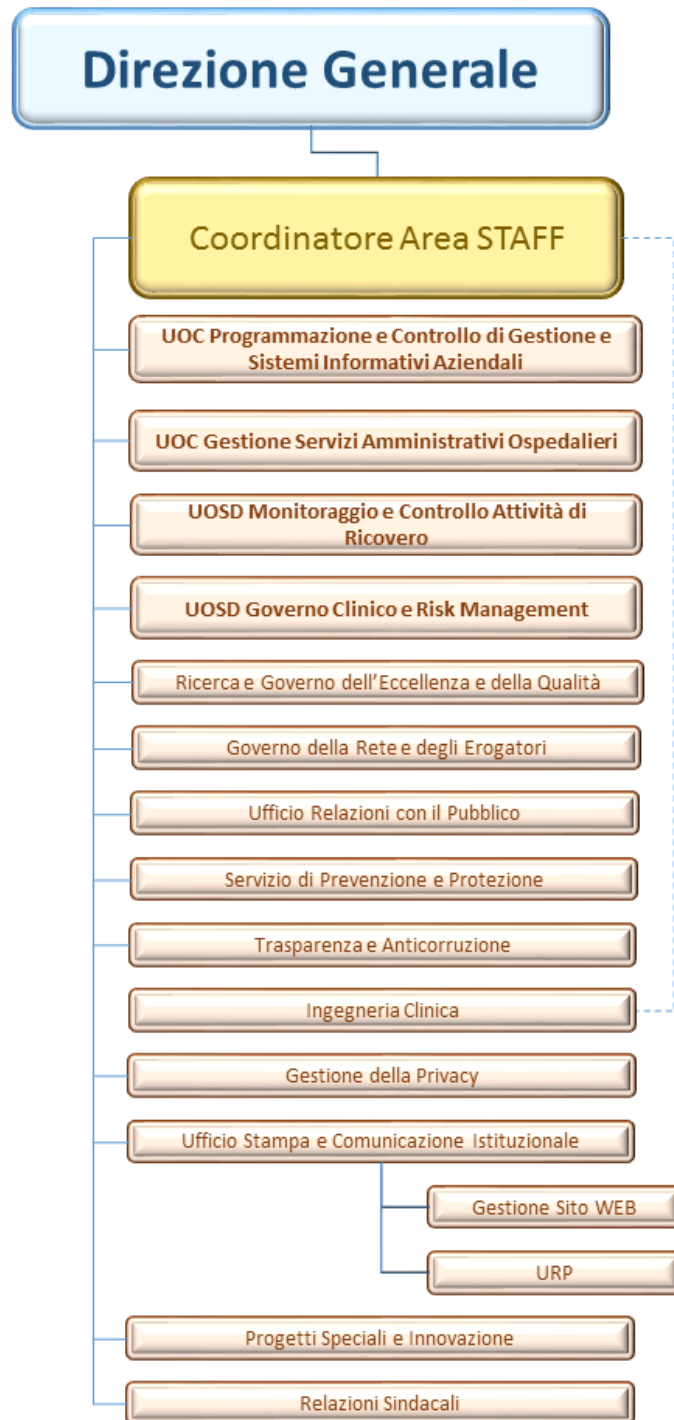 Direzione Generale
Coordinatore Area STAFF
UOC Programmazione e Controllo di Gestione e
Sistemi Informativi Aziendali
UOC Gestione Servizi Amministrativi Ospedalieri
UOSD Monitoraggio e Controllo Attività di
Ricovero
UOSD Governo Clinico e Risk Management
Ricerca e Governo dell'Eccellenza e della Qualità
Governo della Rete e degli Erogatori
Ufficio Relazioni con il Pubblico
Servizio di Prevenzione e Protezione
Trasparenza e Anticorruzione
Ingegneria Clinica
Gestione della Privacy
Ufficio Stampa e Comunicazione Istituzionale
Gestione Sito WEB
URP
Progetti Speciali e Innovazione
Relazioni Sindacali